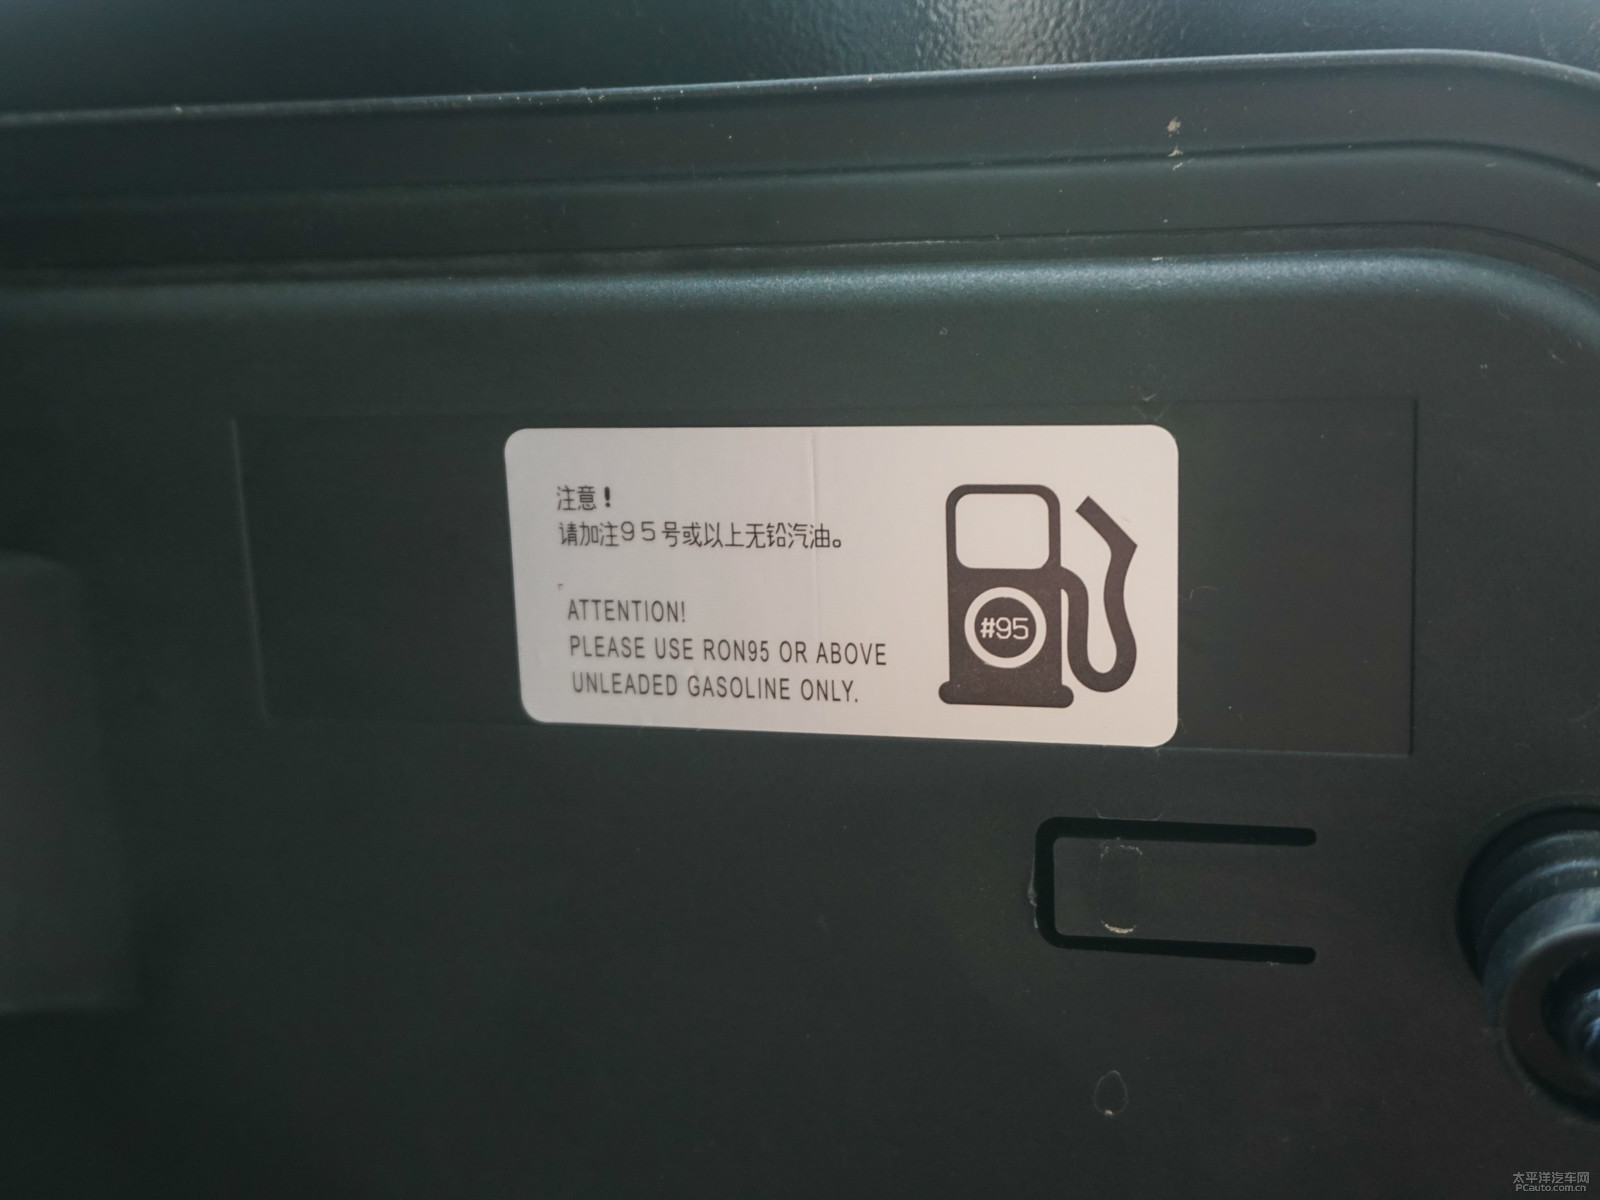 注意！
请加注95号或以上无铅汽油。
ATTENTION!
PLEASE USE RON95 OR ABOVE
UNLEADED GASOLINE ONLY.
#95
太平洋汽车网
PCauto.com.cn